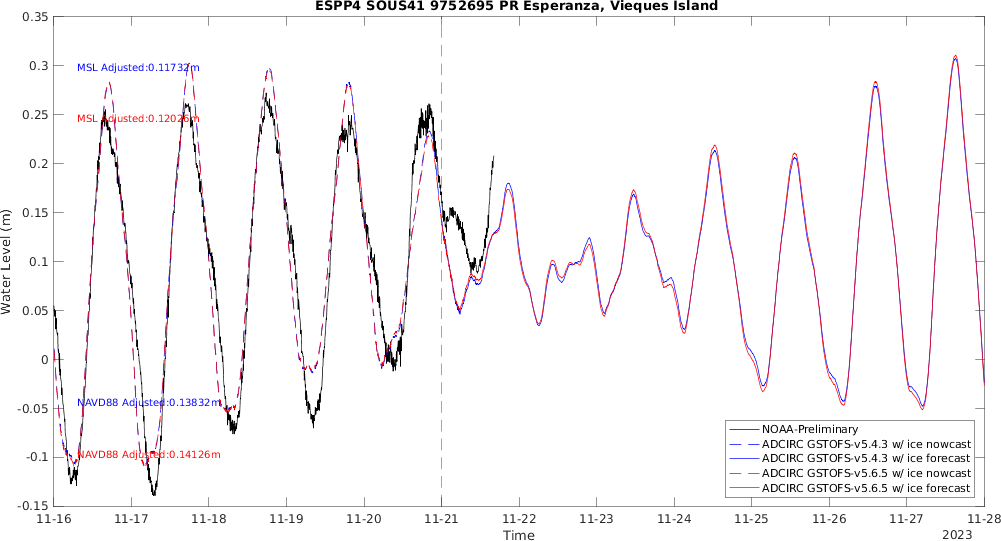 ESPP4 SOUS41 9752695 PR Esperanza, Vieques Island
0.35
0.3
0.25
0.2
0.15
0.1
0.05
0
-0.05
-0.1
-0.15
Water Level (m)
MSL Adjusted:0.11732m
MSL Adjusted:0.12026m
NAVD88 Adjusted:0.13832m
NAVD88 Adjusted:0.14126m
NOAA-Preliminary
ADCIRC GSTOFS-v5.4.3 w/ ice nowcast
ADCIRC GSTOFS-v5.4.3 w/ ice forecast
ADCIRC GSTOFS-v5.6.5 w/ ice nowcast
ADCIRC GSTOFS-v5.6.5 w/ ice forecast
11-16 11-17 11-18 11-19 11-20 11-21 11-22 11-23 11-24 11-25 11-26 11-27 11-28
Time
2023